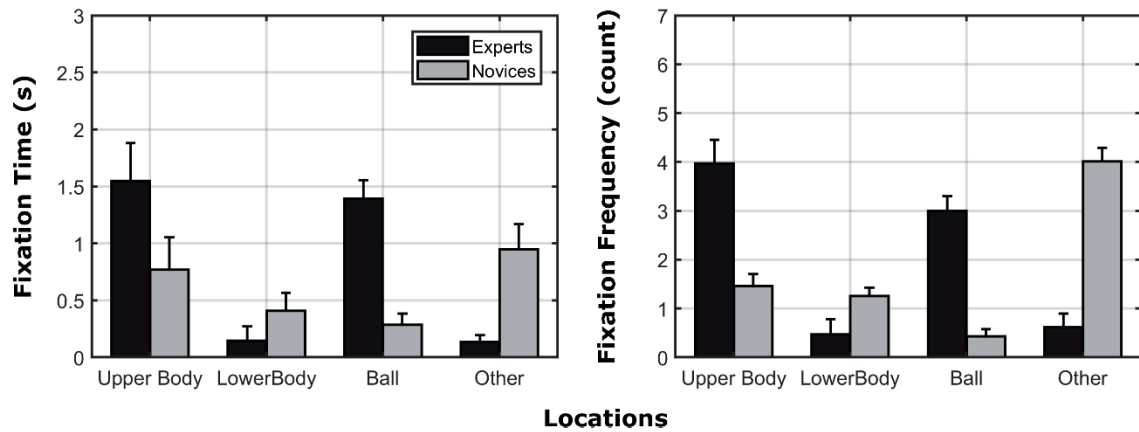 Fixation Time (s)
3
2.5
2
1.5
1
0.5
0
Experts
Novices
Upper Body LowerBody Ball Other
Fixation Frequency (count)
7
6
5
4
3
2
1
0
Upper Body LowerBody Ball Other
Locations